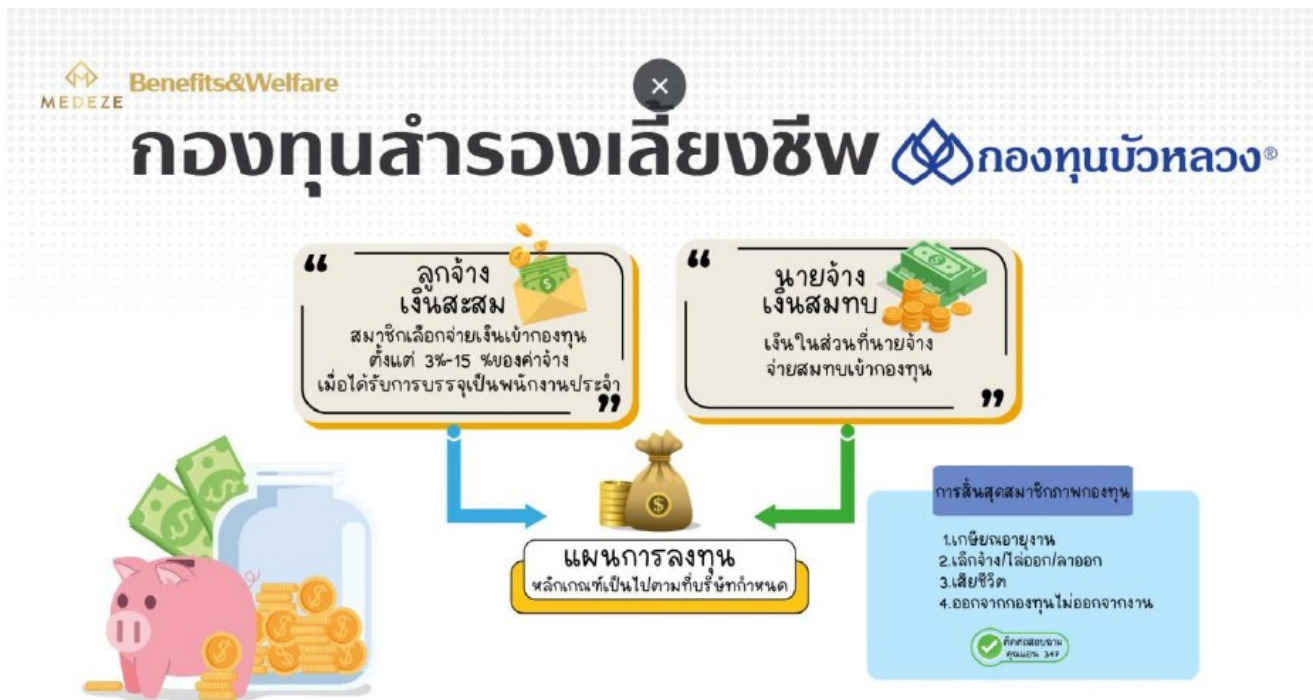 MEDEZE
Benefits&Welfare
กองทุนสำรองเลี้ยงชีพ
กองทุนบัวหลวง®
ลูกจ้าง
เงินสะสม
สมาชิกเลือกจ่ายเงินเข้ากองทุน
ตั้งแต่ 3%-15 %ของค่าจ้าง
เมื่อได้รับการบรรจุเป็นพนักงานประจำ
นายจ้าง
เงินสมทบ
เงินในส่วนที่นายจ้าง
จ่ายสมทบเข้ากองทุน
แผนการลงทุน
หลักเกณฑ์เป็นไปตามที่บริษัทกำหนด
การสิ้นสุดสมาชิกภาพกองทุน
1.เกษียณอายุงาน
2.เลิกจ้าง/ไล่ออก/ลาออก
3.เสียชีวิต
4.ออกจากกองทุนไม่ออกจากงาน
ติดต่อสอบถาม
คุณแอน 347